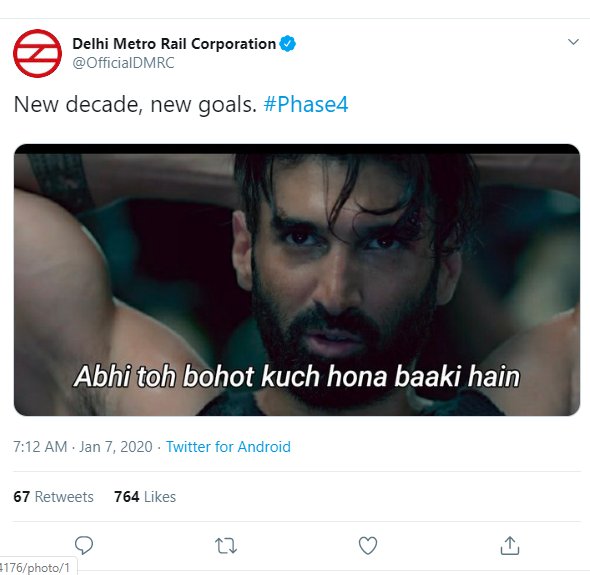 Delhi Metro Rail Corporation
@OfficialDMRC
New decade, new goals. #Phase4
Abhi toh bohot kuch hona baaki hain
7:12 AM · Jan 7, 2020 · Twitter for Android
67 Retweets 764 Likes
4176/photo/1